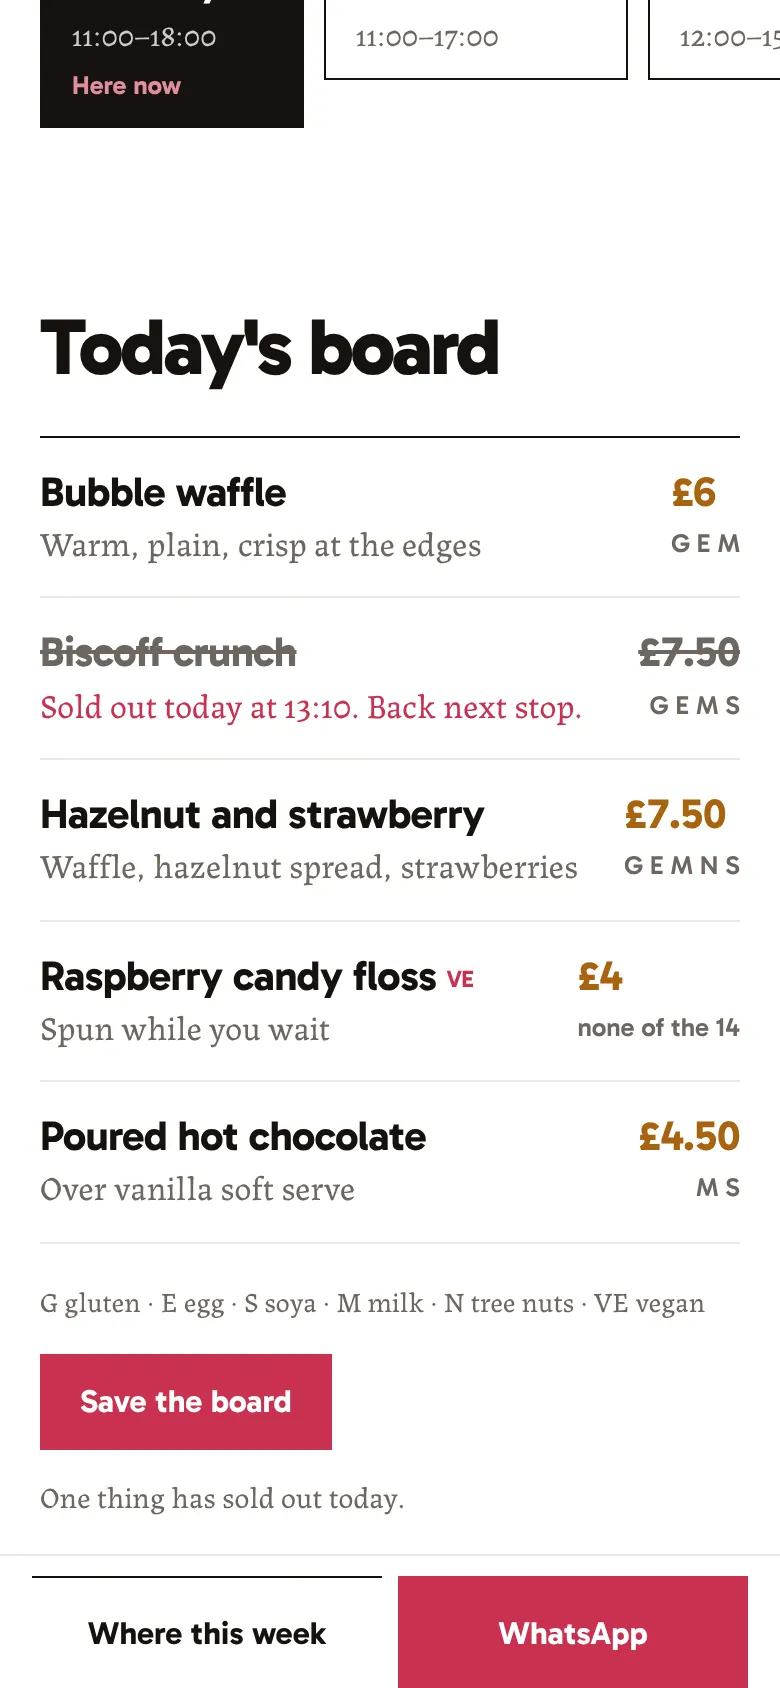 11:00–18:00
Here now
11:00–17:00
12:00–15
Today's board
Bubble waffle £6
Warm, plain, crisp at the edges G E M
Biscoff crunch £7.50
Sold out today at 13:10. Back next stop. G E M S
Hazelnut and strawberry £7.50
Waffle, hazelnut spread, strawberries G E M N S
Raspberry candy floss VE £4
Spun while you wait none of the 14
Poured hot chocolate £4.50
Over vanilla soft serve M S
G gluten · E egg · S soya · M milk · N tree nuts · VE vegan
Save the board
One thing has sold out today.
Where this week
WhatsApp